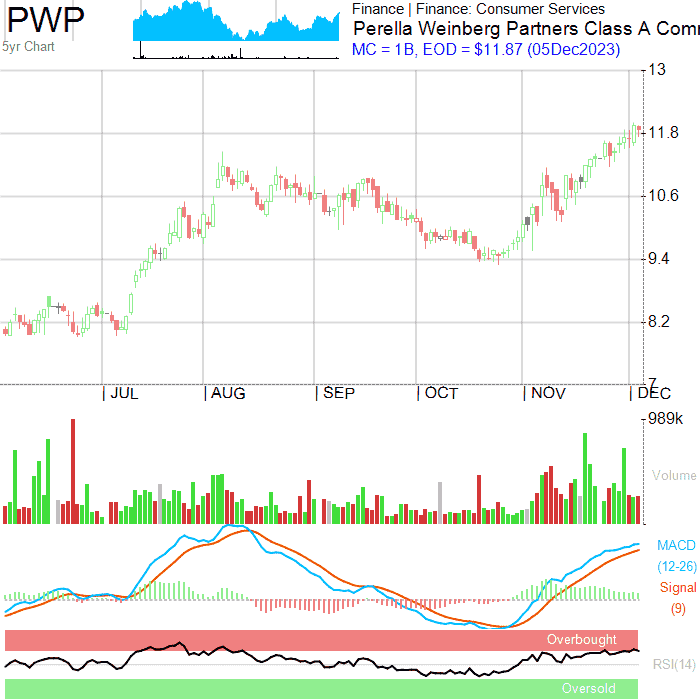 PWP
5yr Chart
Finance | Finance: Consumer Services
Perella Weinberg Partners Class A Com
MC = 1B, EOD = $11.87 (05Dec2023)
13
11.8
10.6
9.4
8.2
7
| JUL | AUG | SEP | OCT | NOV | DEC
989k
Volume
MACD
(12-26)
Signal
(9)
Overbought
RSI(14)
Oversold